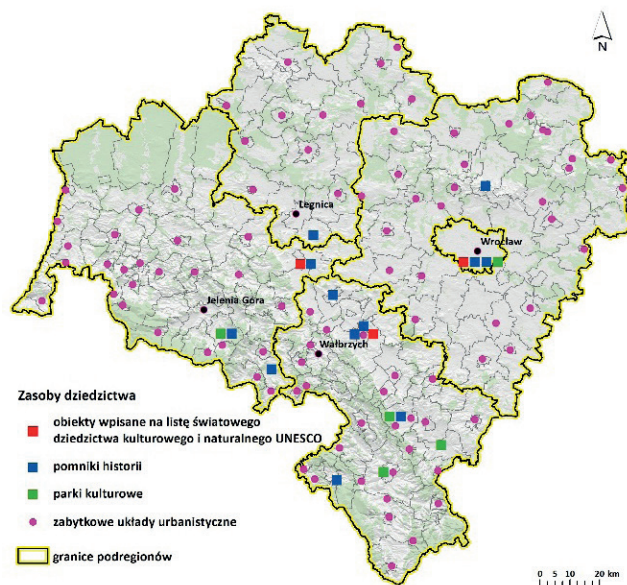 N
Legnica
Wrocław
Jelenia Góra
Wałbrzych
Zasoby dziedzictwa
obiekty wpisane na listę światowego
dziedzictwa kulturowego i naturalnego UNESCO
pomniki historii
parki kulturowe
zabytkowe układy urbanistyczne
granice podregionów
0 5 10 20 km